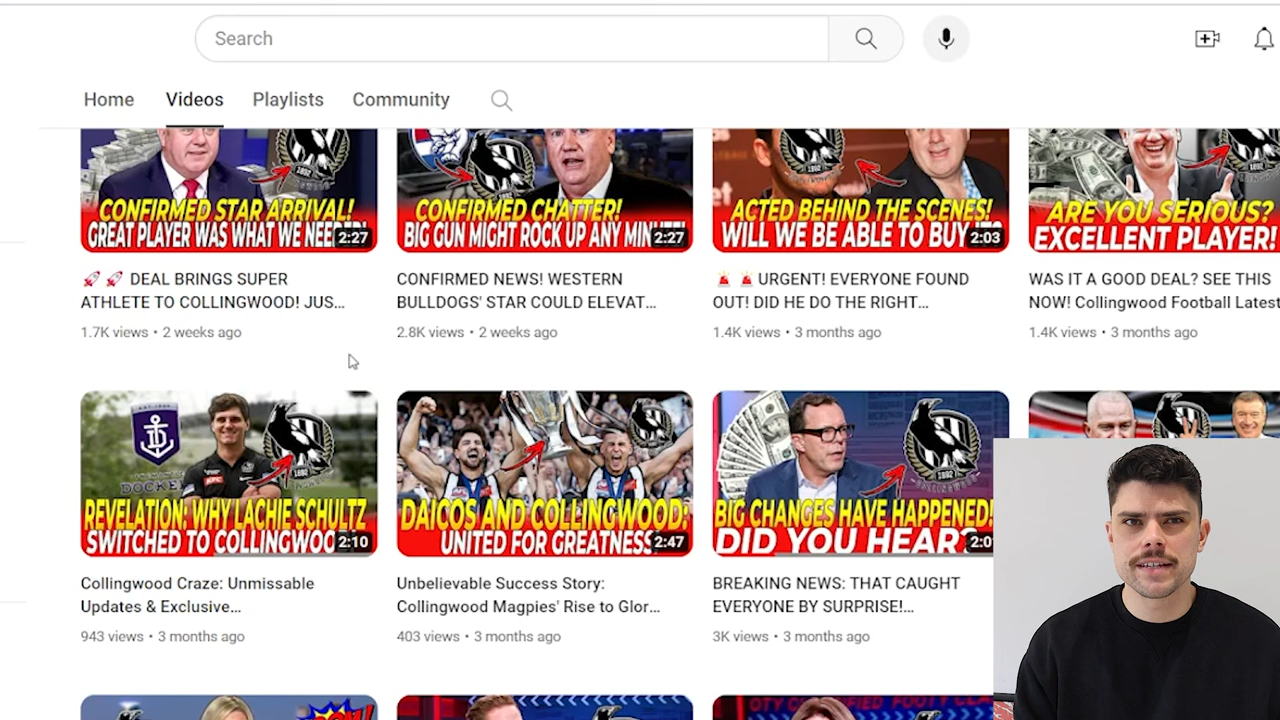 Search
Home
Videos
Playlists
Community
1892
CONFIRMED STAR ARRIVAL!
GREAT PLAYER WAS WHAT WE NEEDED!
2:27
CONFIRMED CHATTER!
BIG GUN MIGHT ROCK UP ANY MINUTE!
2:27
ACTED BEHIND THE SCENES!
WILL WE BE ABLE TO BUY
2:03
ARE YOU SERIOUS?
EXCELLENT PLAYER!
🚀 🚀 DEAL BRINGS SUPER
ATHLETE TO COLLINGWOOD! JUS...
1.7K views • 2 weeks ago
CONFIRMED NEWS! WESTERN
BULLDOGS' STAR COULD ELEVAT...
2.8K views • 2 weeks ago
🚨 🚨 URGENT! EVERYONE FOUND
OUT! DID HE DO THE RIGHT...
1.4K views • 3 months ago
WAS IT A GOOD DEAL? SEE THIS
NOW! Collingwood Football Latest
1.4K views • 3 months ago
DOCKE
1892
REVELATION: WHY LACHIE SCHULTZ
SWITCHED TO COLLINGWOO
2:10
DAICOS AND COLLINGWOOD:
UNITED FOR GREATNESS
2:47
1892
BIG CHANGES HAVE HAPPENED!
DID YOU HEAR?
2:0
Collingwood Craze: Unmissable
Updates & Exclusive...
943 views • 3 months ago
Unbelievable Success Story:
Collingwood Magpies' Rise to Glor...
403 views • 3 months ago
BREAKING NEWS: THAT CAUGHT
EVERYONE BY SURPRISE!...
3K views • 3 months ago